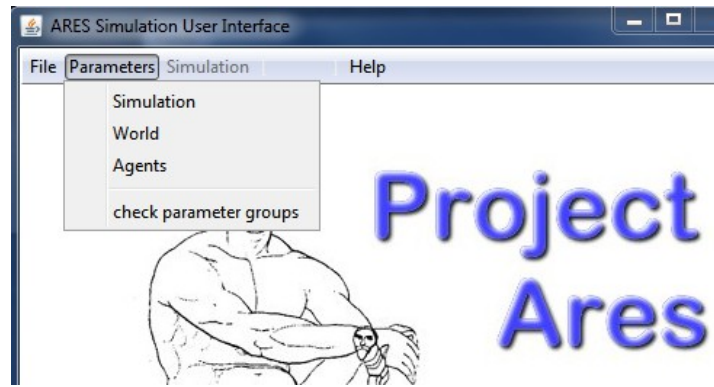 ARES Simulation User Interface
File Parameters Simulation Help
Simulation
World
Agents
check parameter groups
Project
Ares